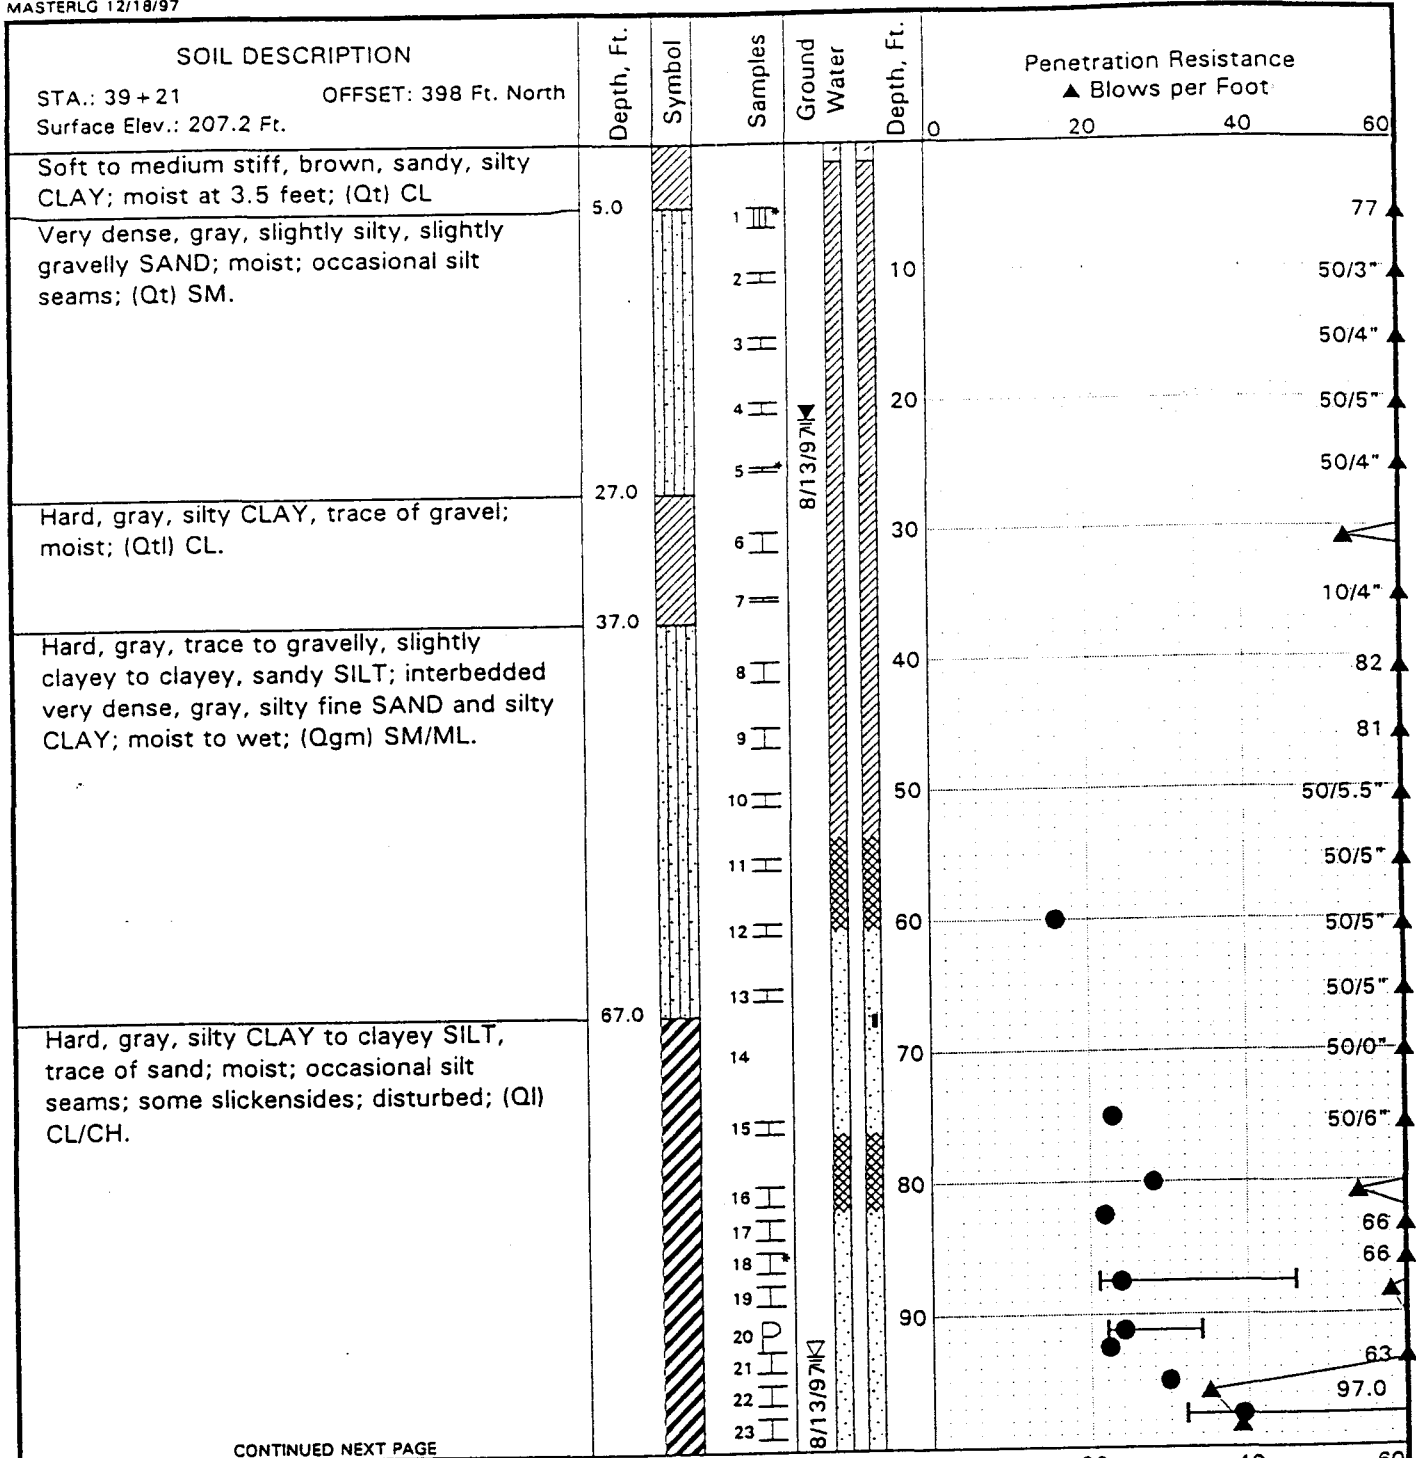 MASTERLG 12/18/97
SOIL DESCRIPTION
STA.: 39+21 OFFSET: 398 Ft. North
Surface Elev.: 207.2 Ft.
Depth, Ft.
Symbol
Samples
Ground
Water
Depth, Ft.
Penetration Resistance
▲ Blows per Foot
0 20 40 60
Soft to medium stiff, brown, sandy, silty
CLAY; moist at 3.5 feet; (Qt) CL
5.0
Very dense, gray, slightly silty, slightly
gravelly SAND; moist; occasional silt
seams; (Qt) SM.
27.0
Hard, gray, silty CLAY, trace of gravel;
moist; (Qtl) CL.
37.0
Hard, gray, trace to gravelly, slightly
clayey to clayey, sandy SILT; interbedded
very dense, gray, silty fine SAND and silty
CLAY; moist to wet; (Qgm) SM/ML.
67.0
Hard, gray, silty CLAY to clayey SILT,
trace of sand; moist; occasional silt
seams; some slickensides; disturbed; (Ql)
CL/CH.
CONTINUED NEXT PAGE
1*
2
3
4
5*
6
7
8
9
10
11
12
13
14
15
16
17
18*
19
20 P
21
22
23
8/13/97
8/13/97
10
20
30
40
50
60
70
80
90
77
50/3"
50/4"
50/5"
50/4"
10/4"
82
81
50/5.5"
50/5"
50/5"
50/5"
50/0"
50/6"
66
66
63
97.0